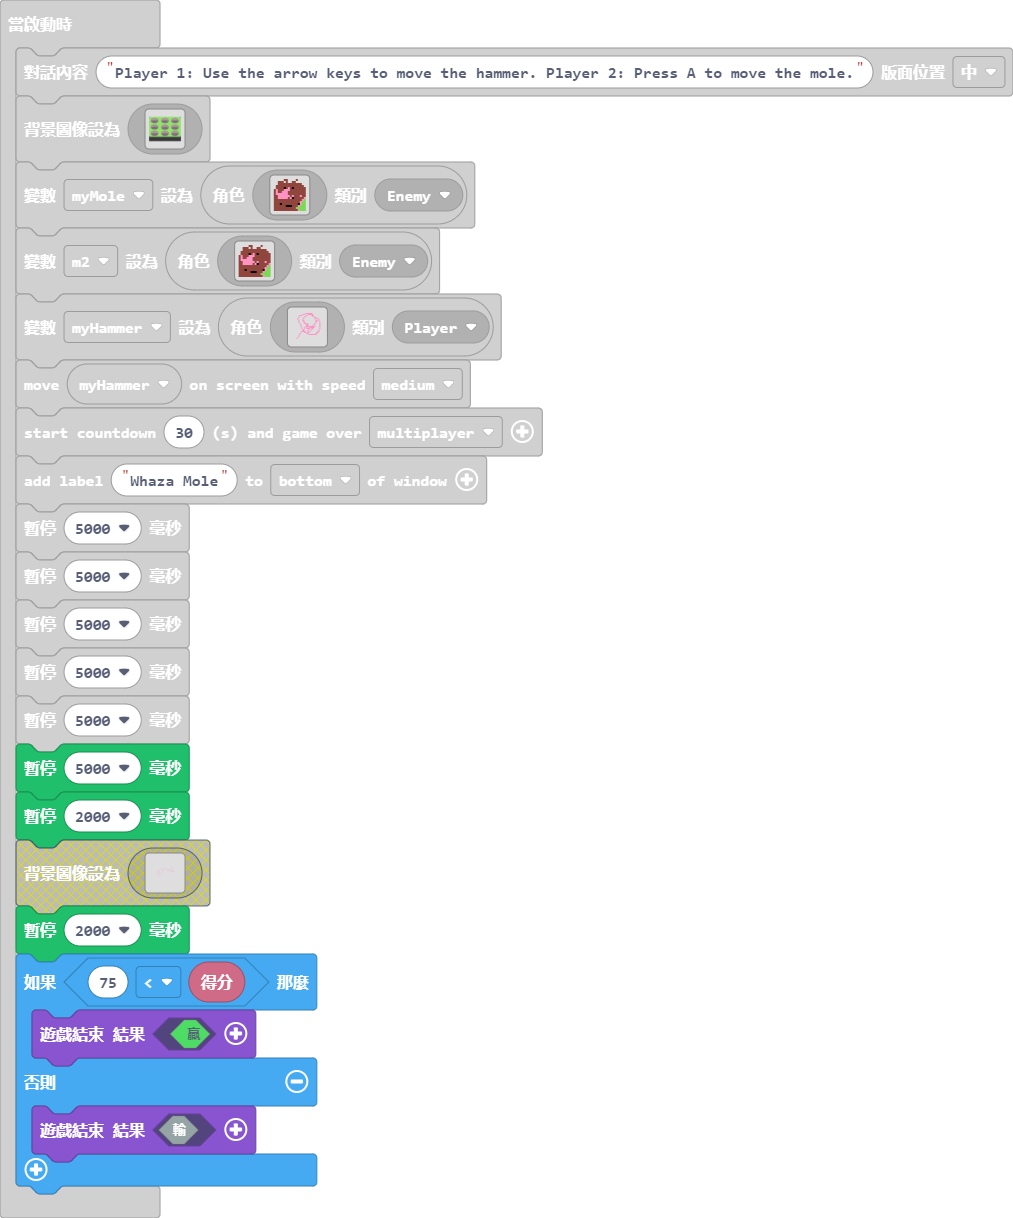 當啟動時
對話內容 "Player 1: Use the arrow keys to move the hammer. Player 2: Press A to move the mole." 版面位置 中
背景圖像設為
變數 myMole 設為 角色 類別 Enemy
變數 m2 設為 角色 類別 Enemy
變數 myHammer 設為 角色 類別 Player
move myHammer on screen with speed medium
start countdown 30 (s) and game over multiplayer
add label "Whaza Mole" to bottom of window
暫停 5000 毫秒
暫停 5000 毫秒
暫停 5000 毫秒
暫停 5000 毫秒
暫停 5000 毫秒
暫停 5000 毫秒
暫停 2000 毫秒
背景圖像設為
暫停 2000 毫秒
如果 75 < 得分 那麼
遊戲結束 結果 贏
否則
遊戲結束 結果 輸